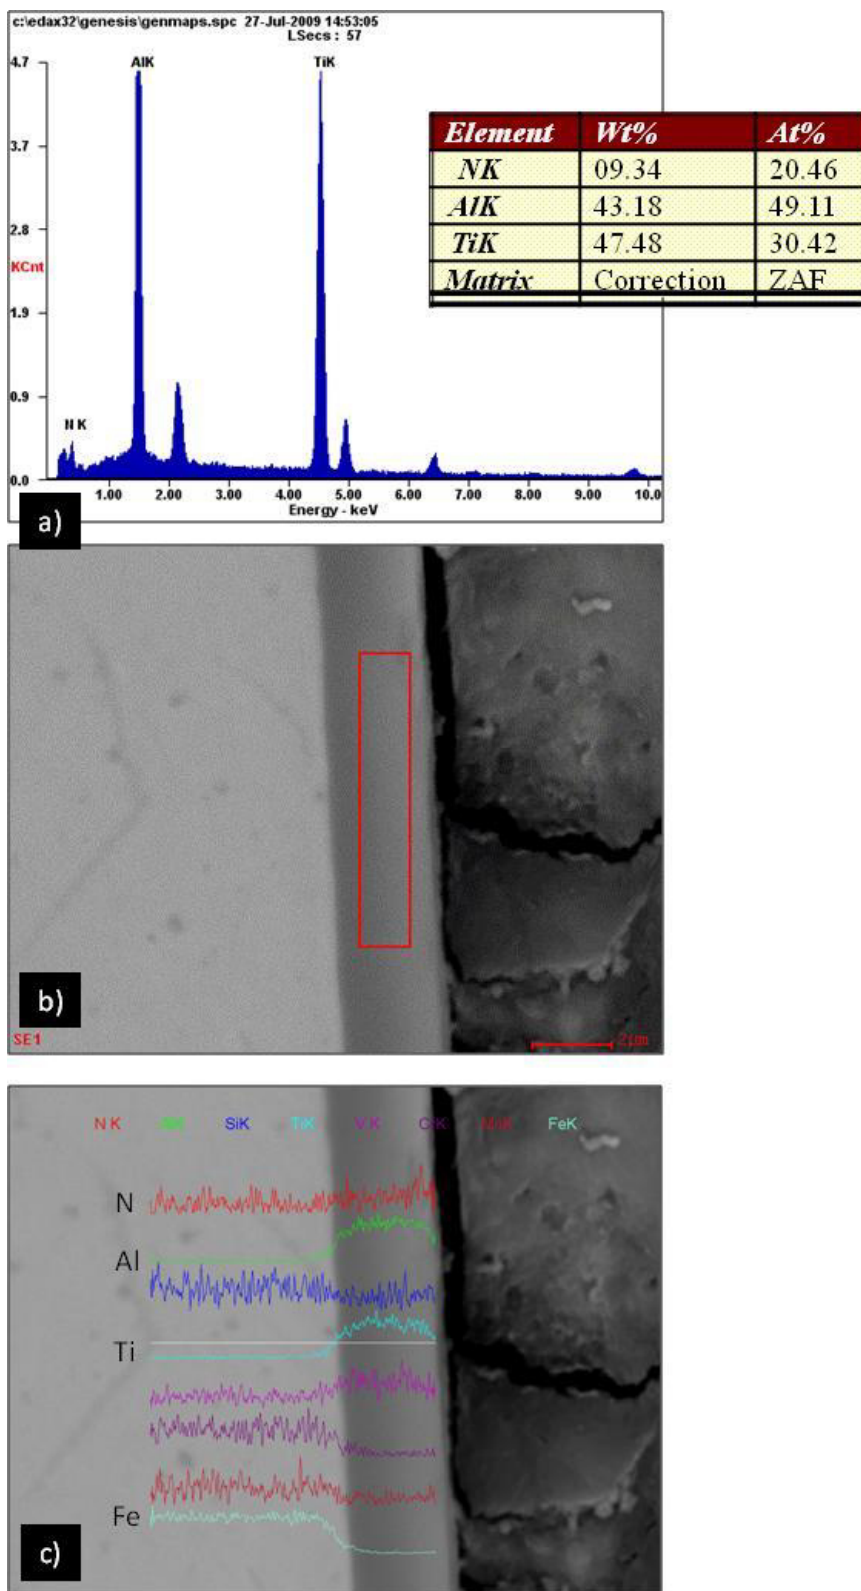 c:\edax32\genesis\genmaps.spc 27-Jul-2009 14:53:05
LSecs : 57
4.7
AlK
TiK
3.7
2.8
KCnt
1.9
0.9
N K
0.0
1.00 2.00 3.00 4.00 5.00 6.00 7.00 8.00 9.00 10.0
Energy - keV
Element Wt% At%
NK 09.34 20.46
AlK 43.18 49.11
TiK 47.48 30.42
Matrix Correction ZAF
a)
b)
SE1
N K SiK TiK V K FeK
N
Al
Ti
Fe
c)